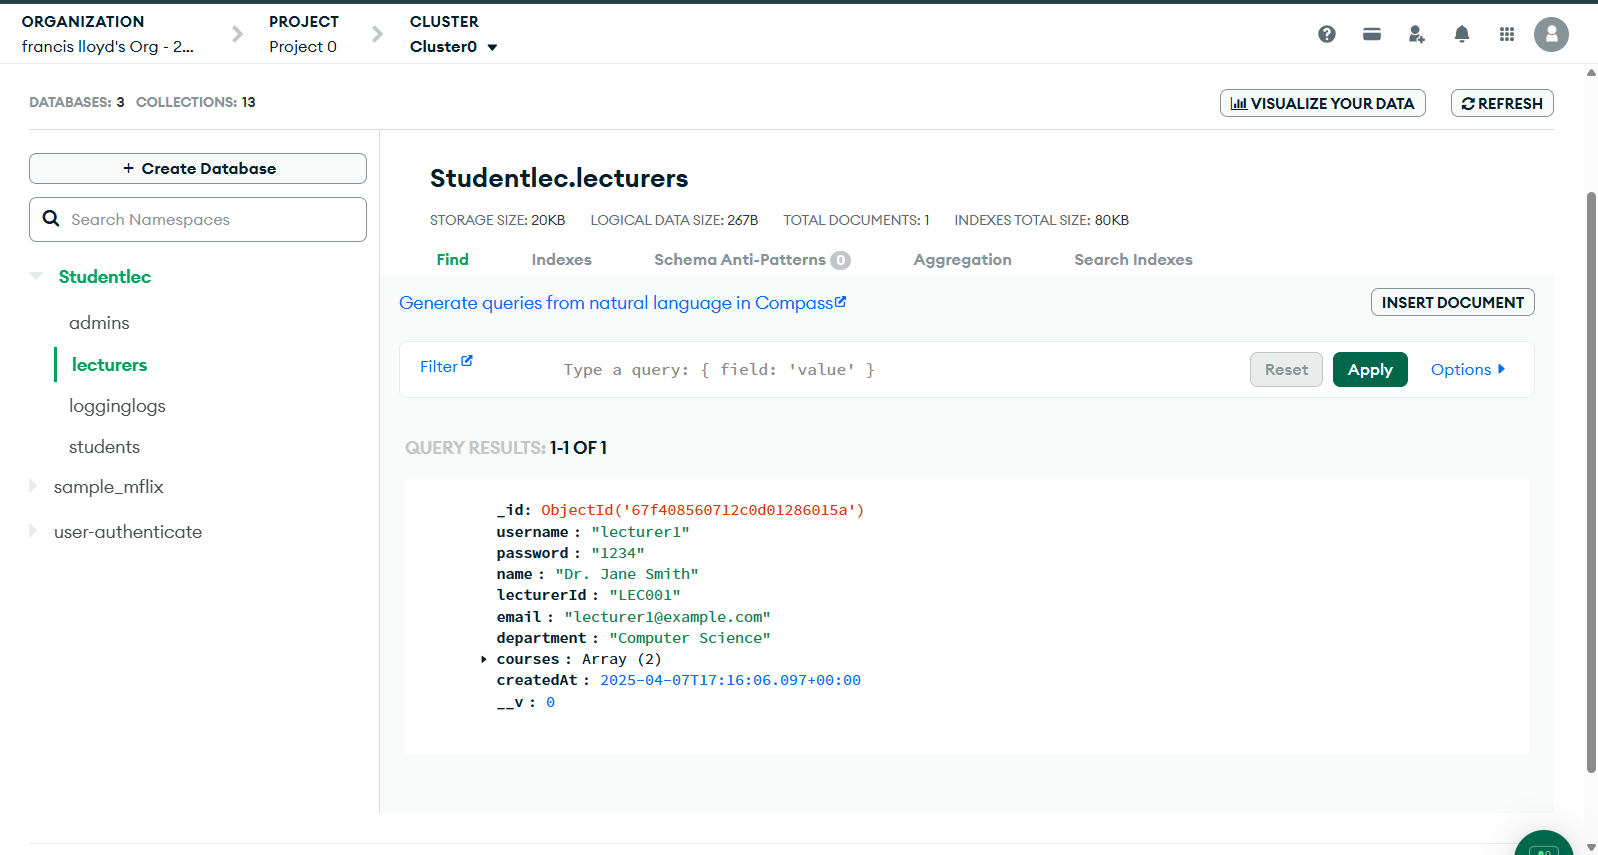 ORGANIZATION
francis lloyd's Org - 2...
PROJECT
Project 0
CLUSTER
Cluster0
DATABASES: 3 COLLECTIONS: 13
VISUALIZE YOUR DATA
REFRESH
+ Create Database
Search Namespaces
Studentlec
admins
lecturers
logginglogs
students
sample_mflix
user-authenticate
Studentlec.lecturers
STORAGE SIZE: 20KB LOGICAL DATA SIZE: 267B TOTAL DOCUMENTS: 1 INDEXES TOTAL SIZE: 80KB
Find Indexes Schema Anti-Patterns 0 Aggregation Search Indexes
Generate queries from natural language in Compass
INSERT DOCUMENT
Filter
Type a query: { field: 'value' }
Reset
Apply
Options
QUERY RESULTS: 1-1 OF 1
_id: ObjectId('67f408560712c0d01286015a')
username : "lecturer1"
password : "1234"
name : "Dr. Jane Smith"
lecturerId : "LEC001"
email : "lecturer1@example.com"
department : "Computer Science"
courses : Array (2)
createdAt : 2025-04-07T17:16:06.097+00:00
__v : 0